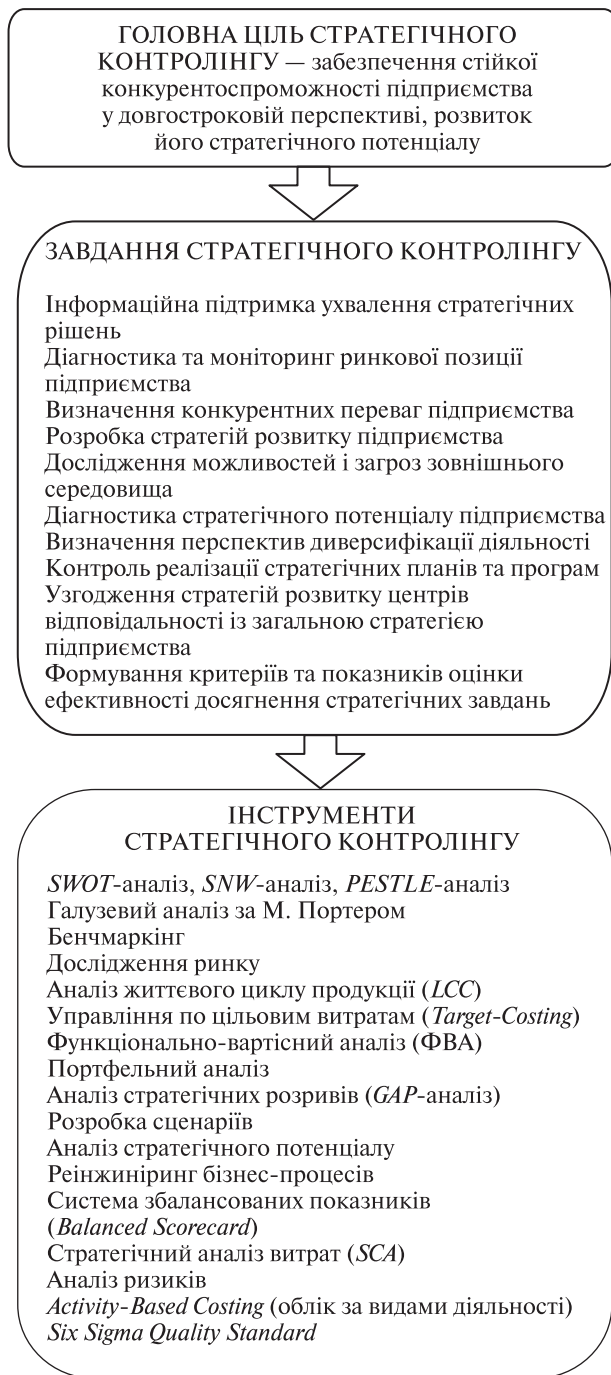 ГОЛОВНА ЦІЛЬ СТРАТЕГІЧНОГО
КОНТРОЛІНГУ — забезпечення стійкої
конкурентоспроможності підприємства
у довгостроковій перспективі, розвиток
його стратегічного потенціалу
ЗАВДАННЯ СТРАТЕГІЧНОГО КОНТРОЛІНГУ
Інформаційна підтримка ухвалення стратегічних
рішень
Діагностика та моніторинг ринкової позиції
підприємства
Визначення конкурентних переваг підприємства
Розробка стратегій розвитку підприємства
Дослідження можливостей і загроз зовнішнього
середовища
Діагностика стратегічного потенціалу підприємства
Визначення перспектив диверсифікації діяльності
Контроль реалізації стратегічних планів та програм
Узгодження стратегій розвитку центрів
відповідальності із загальною стратегією
підприємства
Формування критеріїв та показників оцінки
ефективності досягнення стратегічних завдань
ІНСТРУМЕНТИ
СТРАТЕГІЧНОГО КОНТРОЛІНГУ
SWOT-аналіз, SNW-аналіз, PESTLE-аналіз
Галузевий аналіз за М. Портером
Бенчмаркінг
Дослідження ринку
Аналіз життєвого циклу продукції (LCC)
Управління по цільовим витратам (Target-Costing)
Функціонально-вартісний аналіз (ФВА)
Портфельний аналіз
Аналіз стратегічних розривів (GAP-аналіз)
Розробка сценаріїв
Аналіз стратегічного потенціалу
Реінжиніринг бізнес-процесів
Система збалансованих показників
(Balanced Scorecard)
Стратегічний аналіз витрат (SCA)
Аналіз ризиків
Activity-Based Costing (облік за видами діяльності)
Six Sigma Quality Standard